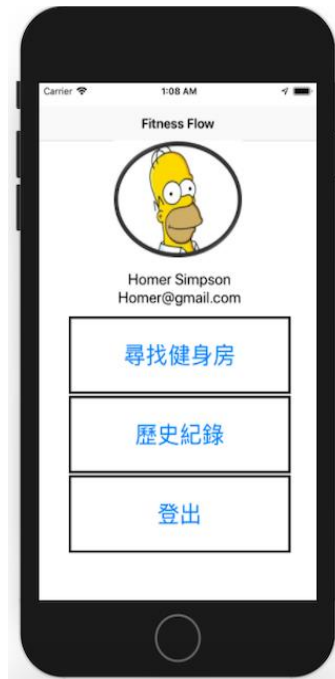 Carrier 1:08 AM
Fitness Flow
Homer Simpson
Homer@gmail.com
尋找健身房
歷史紀錄
登出